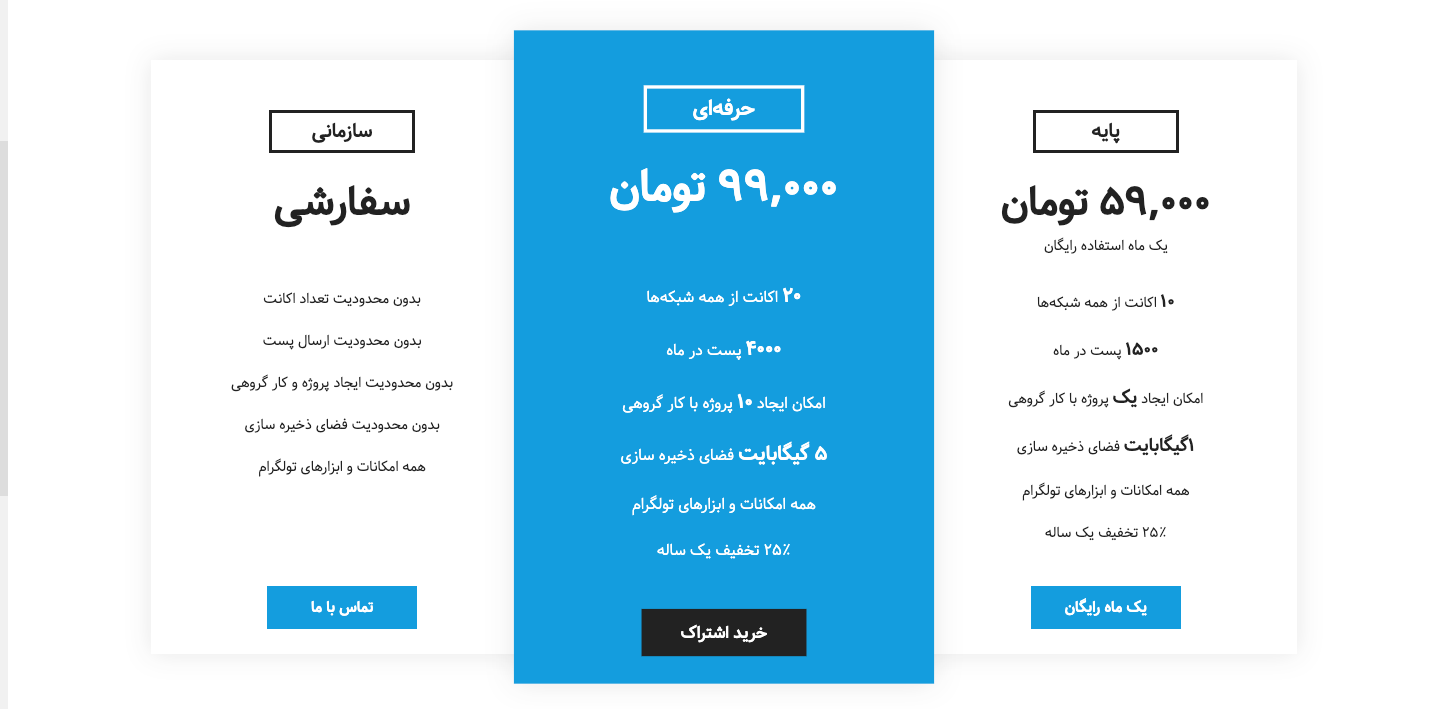 پایه
۵۹,۰۰۰ تومان
یک ماه استفاده رایگان
۱۰ اکانت از همه شبکه‌ها
۱۵۰۰ پست در ماه
امکان ایجاد یک پروژه با کار گروهی
۱گیگابایت فضای ذخیره سازی
همه امکانات و ابزارهای تولگرام
۲۵٪ تخفیف یک ساله
یک ماه رایگان
حرفه‌ای
۹۹,۰۰۰ تومان
۲۰ اکانت از همه شبکه‌ها
۴۰۰۰ پست در ماه
امکان ایجاد ۱۰ پروژه با کار گروهی
۵ گیگابایت فضای ذخیره سازی
همه امکانات و ابزارهای تولگرام
۲۵٪ تخفیف یک ساله
خرید اشتراک
سازمانی
سفارشی
بدون محدودیت تعداد اکانت
بدون محدودیت ارسال پست
بدون محدودیت ایجاد پروژه و کار گروهی
بدون محدودیت فضای ذخیره سازی
همه امکانات و ابزارهای تولگرام
تماس با ما